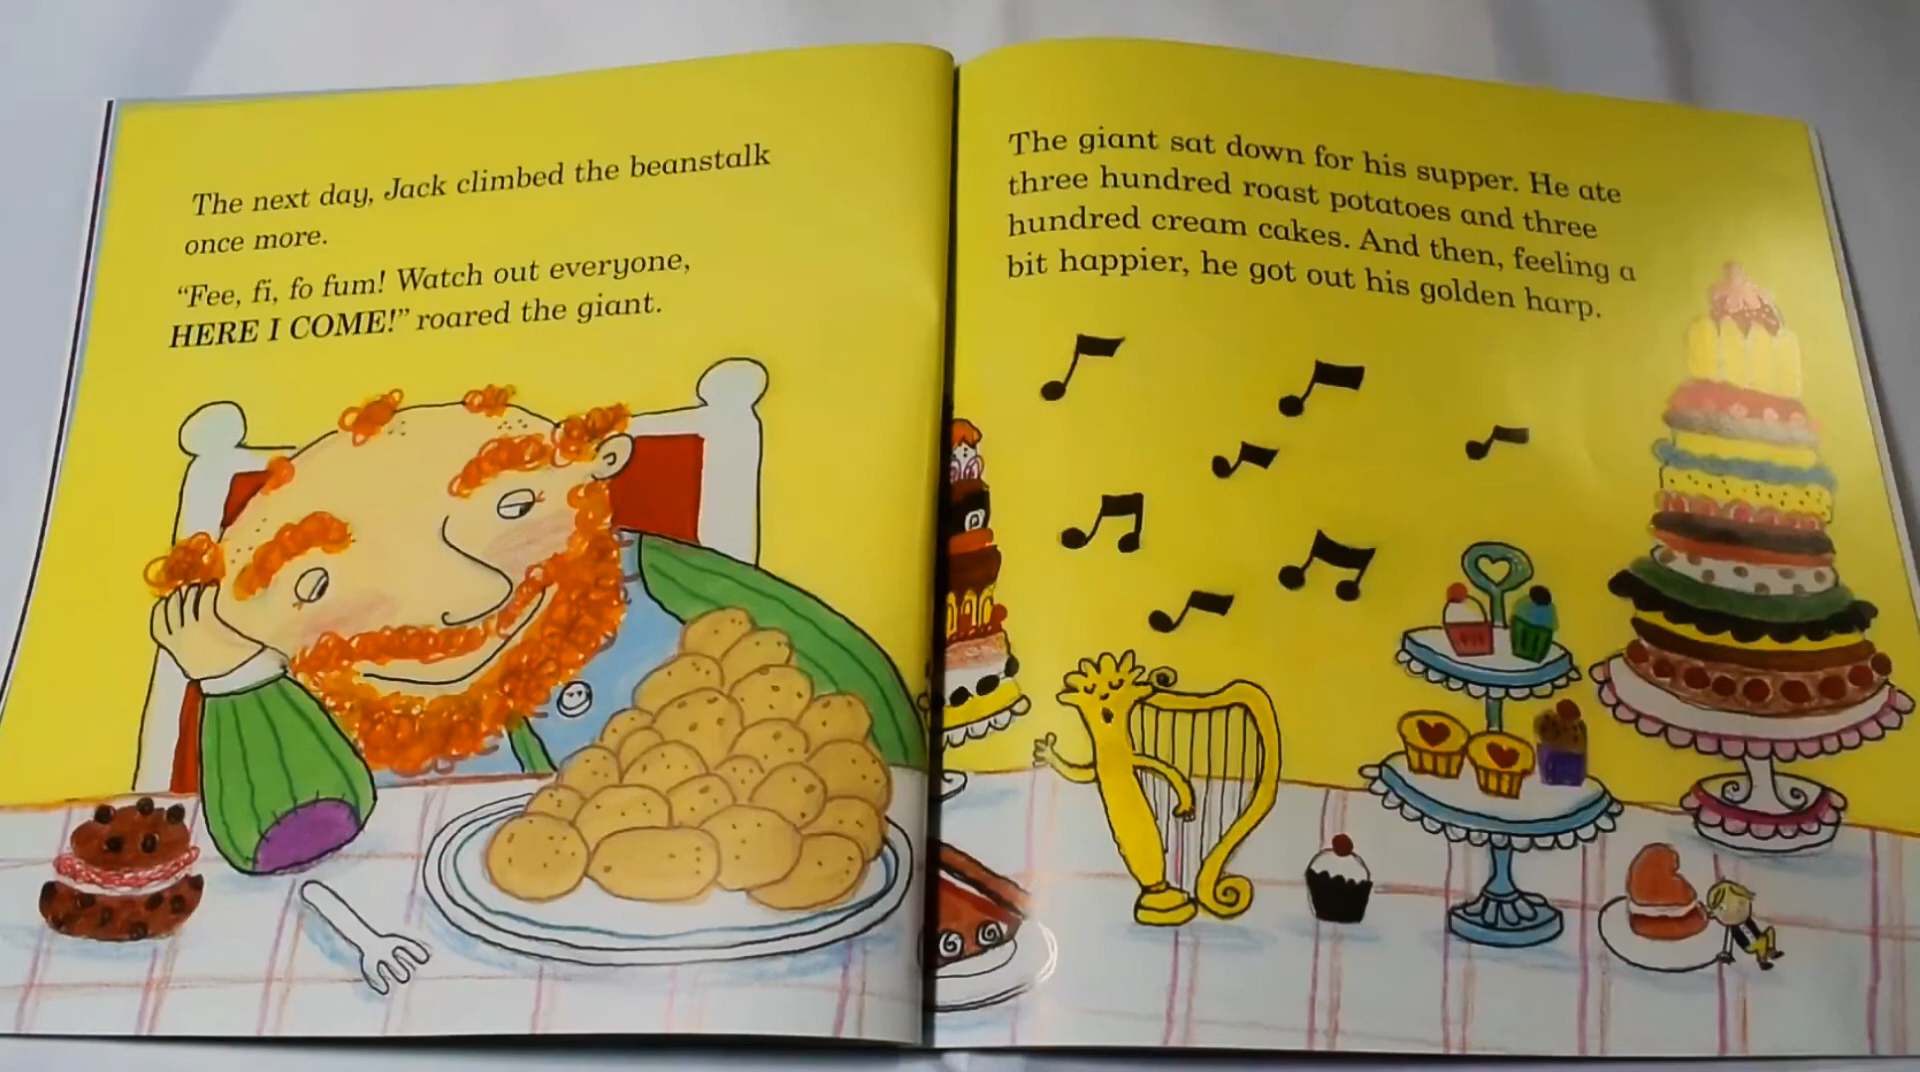 The next day, Jack climbed the beanstalk
once more.
“Fee, fi, fo fum! Watch out everyone,
HERE I COME!” roared the giant.
The giant sat down for his supper. He ate
three hundred roast potatoes and three
hundred cream cakes. And then, feeling a
bit happier, he got out his golden harp.